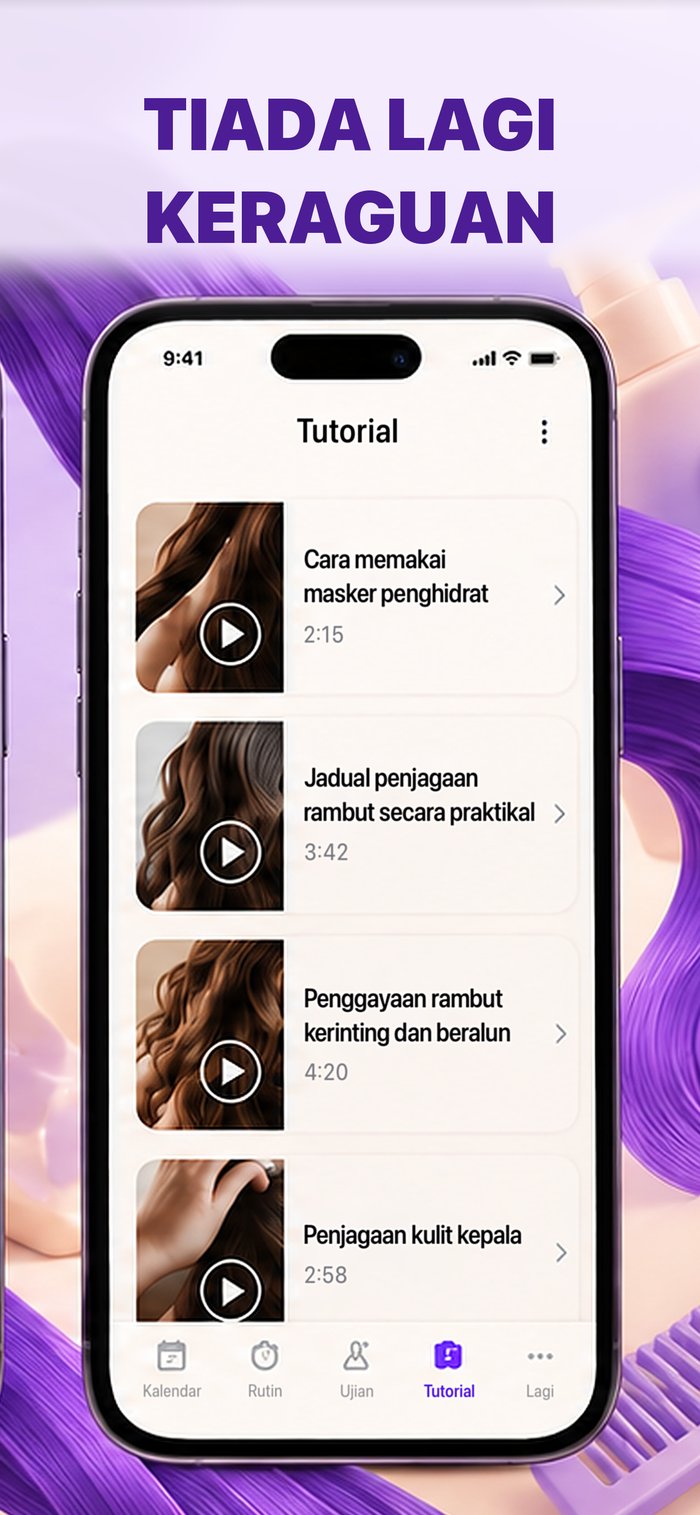 TIADA LAGI
KERAGUAN
9:41
Tutorial
Cara memakai
masker penghidrat
2:15
Jadual penjagaan
rambut secara praktikal
3:42
Penggayaan rambut
kerinting dan beralun
4:20
Penjagaan kulit kepala
2:58
Kalendar Rutin Ujian Tutorial Lagi